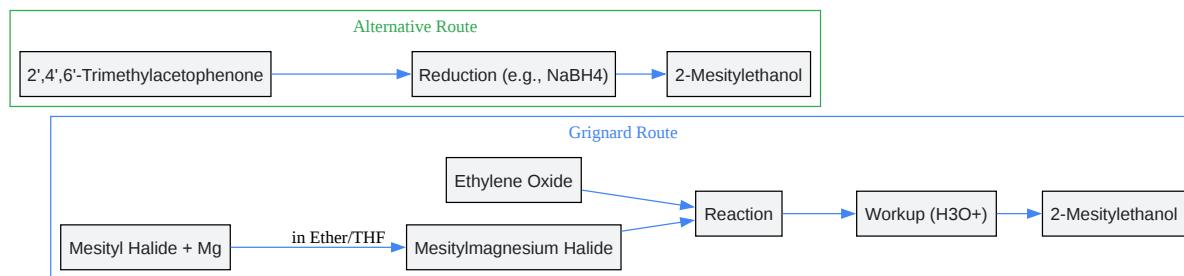 Alternative Route
2',4',6'-Trimethylacetophenone
Reduction (e.g., NaBH4)
2-Mesitylethanol
Grignard Route
Ethylene Oxide
Mesityl Halide + Mg
in Ether/THF
Mesitylmagnesium Halide
Reaction
Workup (H3O+)
2-Mesitylethanol